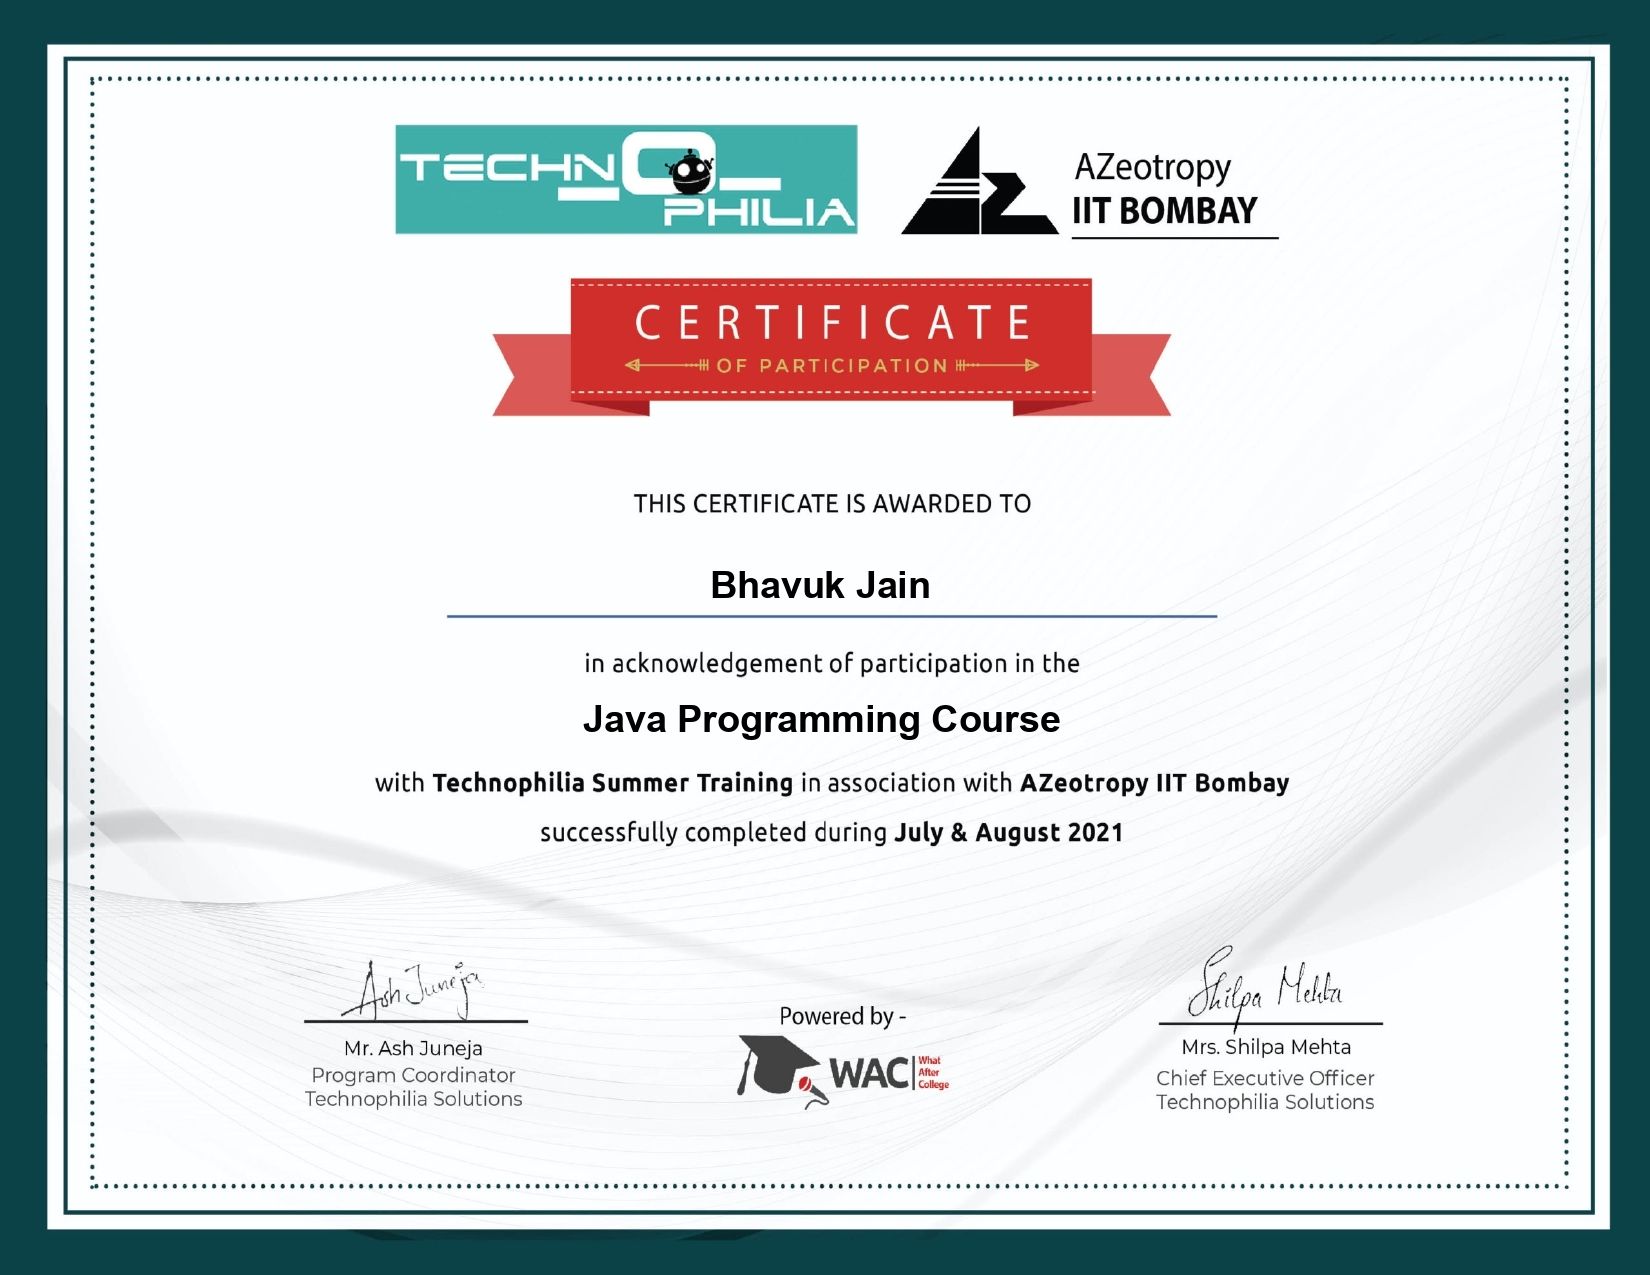 TECHNOPHILIA
AZeotropy
IIT BOMBAY
CERTIFICATE
OF PARTICIPATION
THIS CERTIFICATE IS AWARDED TO
Bhavuk Jain
in acknowledgement of participation in the
Java Programming Course
with Technophilia Summer Training in association with AZeotropy IIT Bombay
successfully completed during July & August 2021
Ash Juneja
Mr. Ash Juneja
Program Coordinator
Technophilia Solutions
Powered by -
WAC
What
After
College
Shilpa Mehta
Mrs. Shilpa Mehta
Chief Executive Officer
Technophilia Solutions